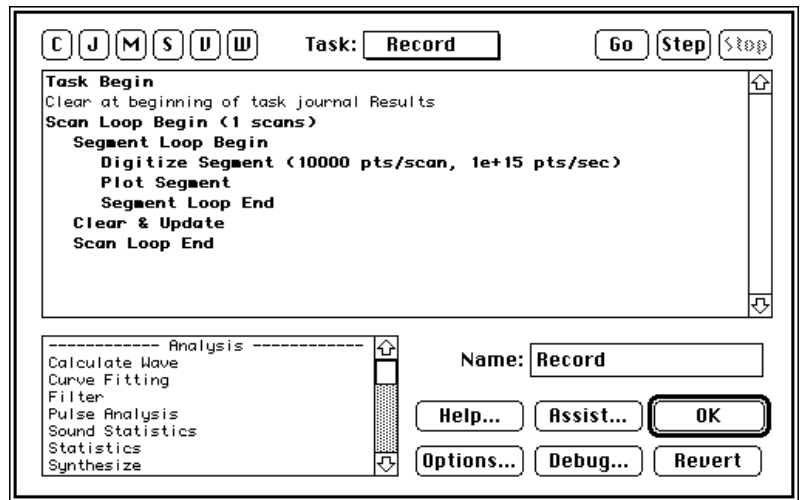 C J M S V W Task: Record Go Step Stop
Task Begin
Clear at beginning of task journal Results
Scan Loop Begin (1 scans)
Segment Loop Begin
Digitize Segment (10000 pts/scan, 1e+15 pts/sec)
Plot Segment
Segment Loop End
Clear & Update
Scan Loop End
------------ Analysis ------------
Calculate Wave
Curve Fitting
Filter
Pulse Analysis
Sound Statistics
Statistics
Synthesize
Name: Record
Help... Assist... OK
Options... Debug... Revert